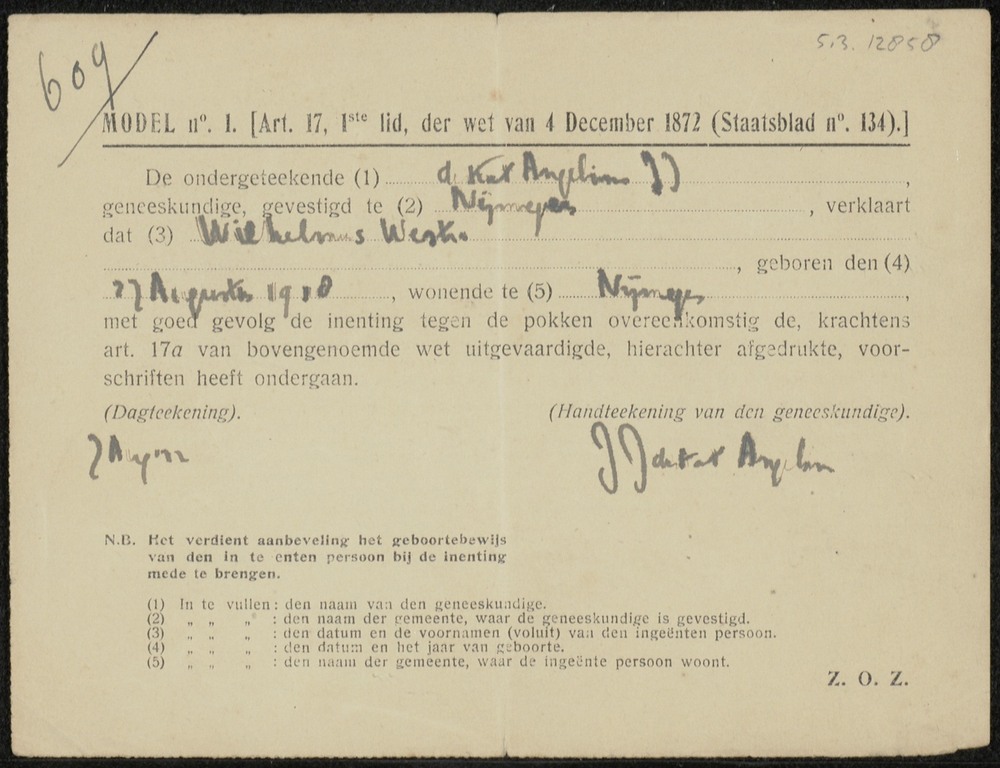 609
5.3. 12858
MODEL nº. 1. [Art. 17, 1ste lid, der wet van 4 December 1872 (Staatsblad nº. 134).]
De ondergeteekende (1) d. Kat Angelino JJ ,
geneeskundige, gevestigd te (2) Nijmegen , verklaart
dat (3) Wilhelmus
, geboren den (4)
27 Augustus 1918 , wonende te (5) Nijmegen ,
met goed gevolg de inenting tegen de pokken overeenkomstig de, krachtens
art. 17a van bovengenoemde wet uitgevaardigde, hierachter afgedrukte, voor-
schriften heeft ondergaan.
(Dagteekening). (Handteekening van den geneeskundige).
JJ de Kat Angelino
N.B. Het verdient aanbeveling het geboortebewijs
van den in te enten persoon bij de inenting
mede te brengen.
(1) In te vullen : den naam van den geneeskundige.
(2) „ „ „ : den naam der gemeente, waar de geneeskundige is gevestigd.
(3) „ „ „ : den datum en de voornamen (voluit) van den ingeënten persoon.
(4) „ „ „ : den datum en het jaar van geboorte.
(5) „ „ „ : den naam der gemeente, waar de ingeënte persoon woont.
Z. O. Z.